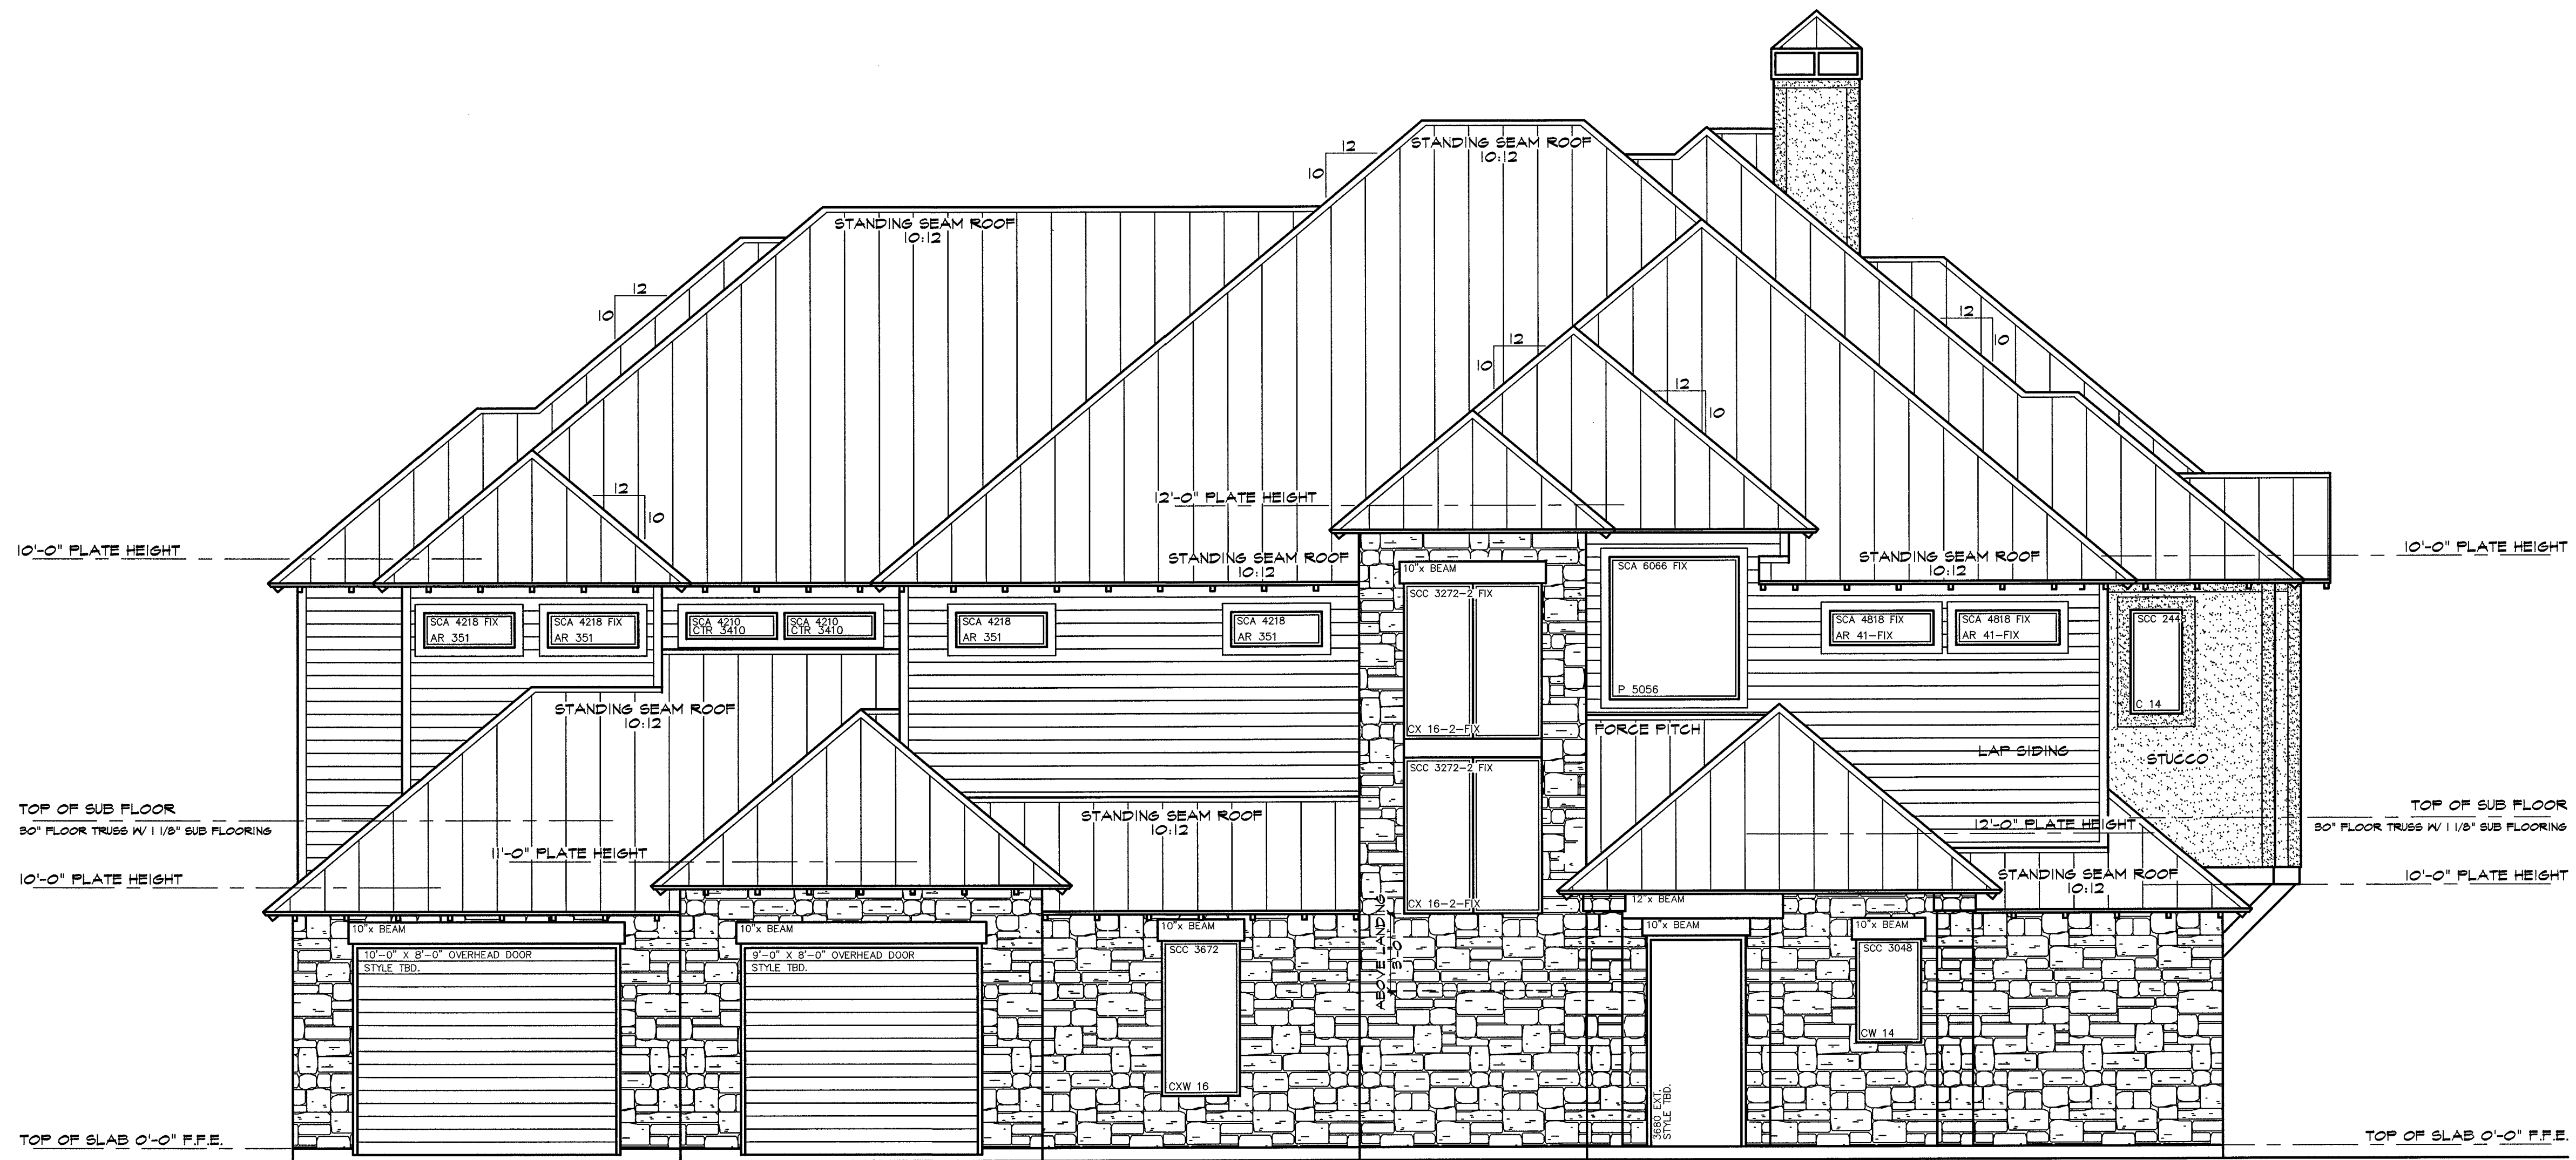 STANDING SEAM ROOF
10:12
12
10
STANDING SEAM ROOF
10:12
12
10
12
10
12
10
12
10
12
10
12'-0" PLATE HEIGHT
10'-0" PLATE HEIGHT
10'-0" PLATE HEIGHT
STANDING SEAM ROOF
10:12
STANDING SEAM ROOF
10:12
10"x BEAM
SCA 6066 FIX
P 5056
SCC 3272-2 FIX
CX 16-2-FIX
SCA 4218 FIX
AR 351
SCA 4218 FIX
AR 351
SCA 4210
CTR 3410
SCA 4210
CTR 3410
SCA 4218
AR 351
SCA 4218
AR 351
SCA 4818 FIX
AR 41-FIX
SCA 4818 FIX
AR 41-FIX
SCC 2448
C 14
STANDING SEAM ROOF
10:12
FORCE PITCH
LAP SIDING
STUCCO
SCC 3272-2 FIX
CX 16-2-FIX
TOP OF SUB FLOOR
30" FLOOR TRUSS W/ 1 1/8" SUB FLOORING
STANDING SEAM ROOF
10:12
12'-0" PLATE HEIGHT
TOP OF SUB FLOOR
30" FLOOR TRUSS W/ 1 1/8" SUB FLOORING
11'-0" PLATE HEIGHT
10'-0" PLATE HEIGHT
STANDING SEAM ROOF
10:12
10'-0" PLATE HEIGHT
10"x BEAM
10'-0" X 8'-0" OVERHEAD DOOR
STYLE TBD.
10"x BEAM
9'-0" X 8'-0" OVERHEAD DOOR
STYLE TBD.
10"x BEAM
SCC 3672
CXW 16
ABOVE LANDING
3'-0"
12"x BEAM
10"x BEAM
3680 EXT.
STYLE TBD.
10"x BEAM
SCC 3048
CW 14
TOP OF SLAB 0'-0" F.F.E.
TOP OF SLAB 0'-0" F.F.E.